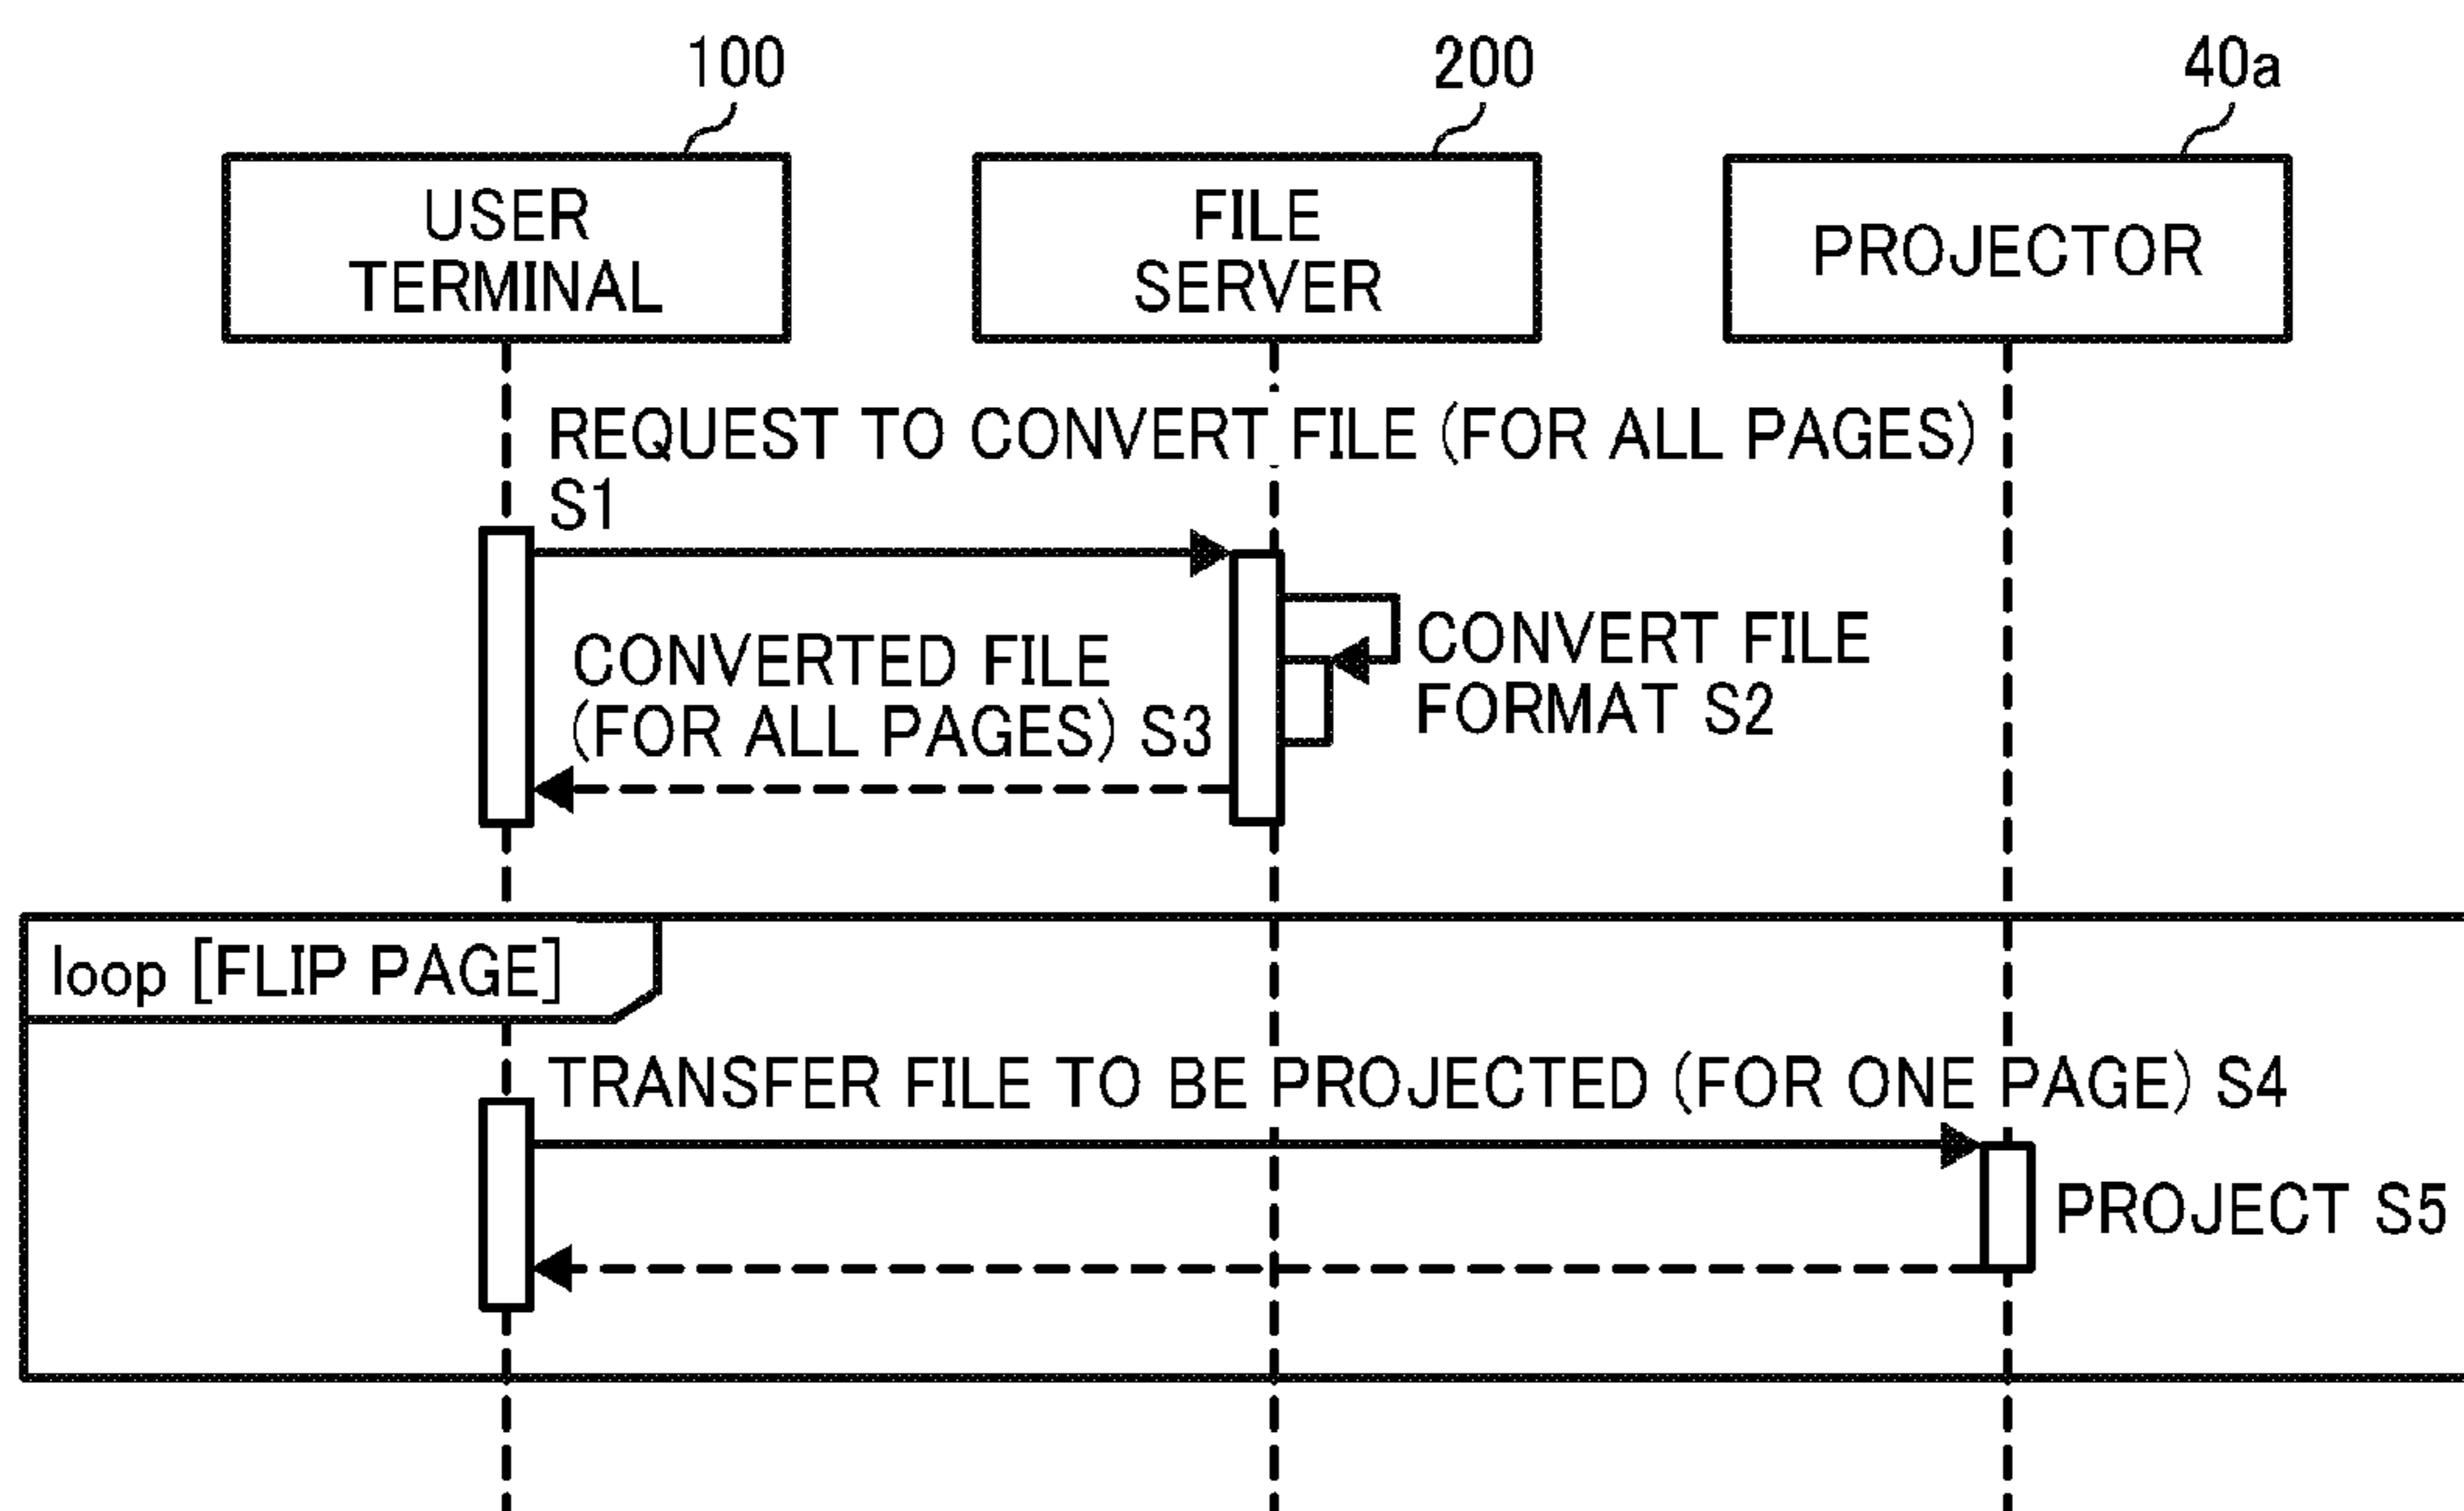 100
200
40a
USER
TERMINAL
FILE
SERVER
PROJECTOR
REQUEST TO CONVERT FILE (FOR ALL PAGES)
S1
CONVERT FILE
FORMAT S2
CONVERTED FILE
(FOR ALL PAGES) S3
loop [FLIP PAGE]
TRANSFER FILE TO BE PROJECTED (FOR ONE PAGE) S4
PROJECT S5